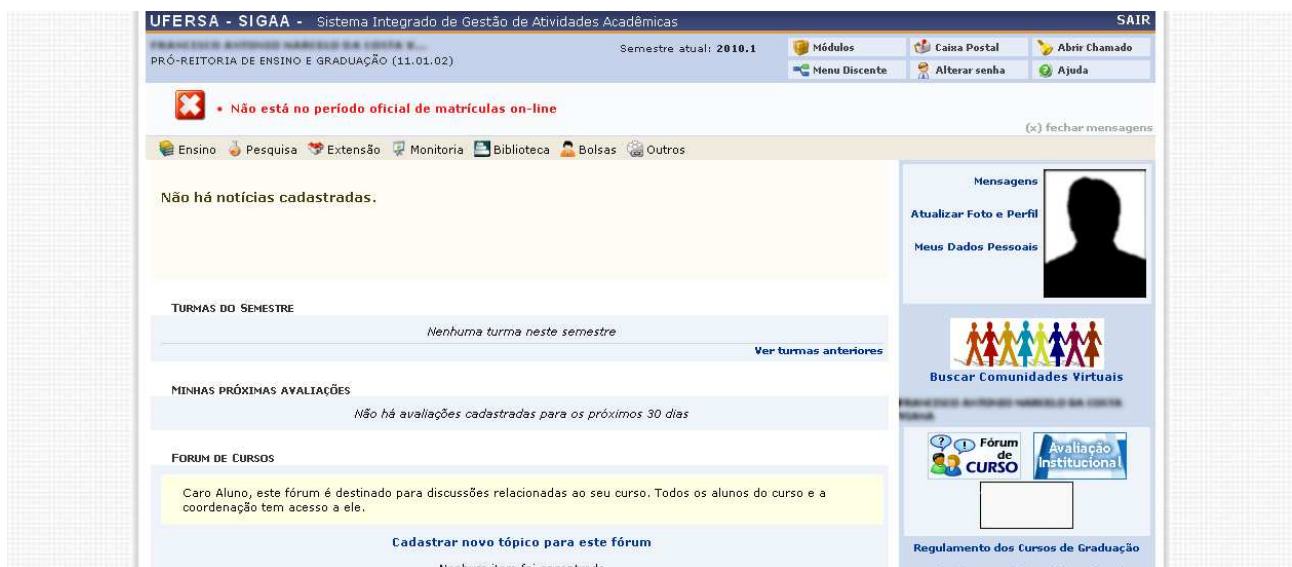 UFERSA - SIGAA - Sistema Integrado de Gestão de Atividades Acadêmicas SAIR
Semestre atual: 2010.1
PRÓ-REITORIA DE ENSINO E GRADUAÇÃO (11.01.02)
Módulos Caixa Postal Abrir Chamado
Menu Discente Alterar senha Ajuda
• Não está no período oficial de matrículas on-line
(x) fechar mensagens
Ensino Pesquisa Extensão Monitoria Biblioteca Bolsas Outros
Não há notícias cadastradas.
Mensagens
Atualizar Foto e Perfil
Meus Dados Pessoais
TURMAS DO SEMESTRE
Nenhuma turma neste semestre
Ver turmas anteriores
MINHAS PRÓXIMAS AVALIAÇÕES
Não há avaliações cadastradas para os próximos 30 dias
FORUM DE CURSOS
Caro Aluno, este fórum é destinado para discussões relacionadas ao seu curso. Todos os alunos do curso e a
coordenação tem acesso a ele.
Cadastrar novo tópico para este fórum
Buscar Comunidades Virtuais
Fórum
de
CURSO
Avaliação
Institucional
Regulamento dos Cursos de Graduação